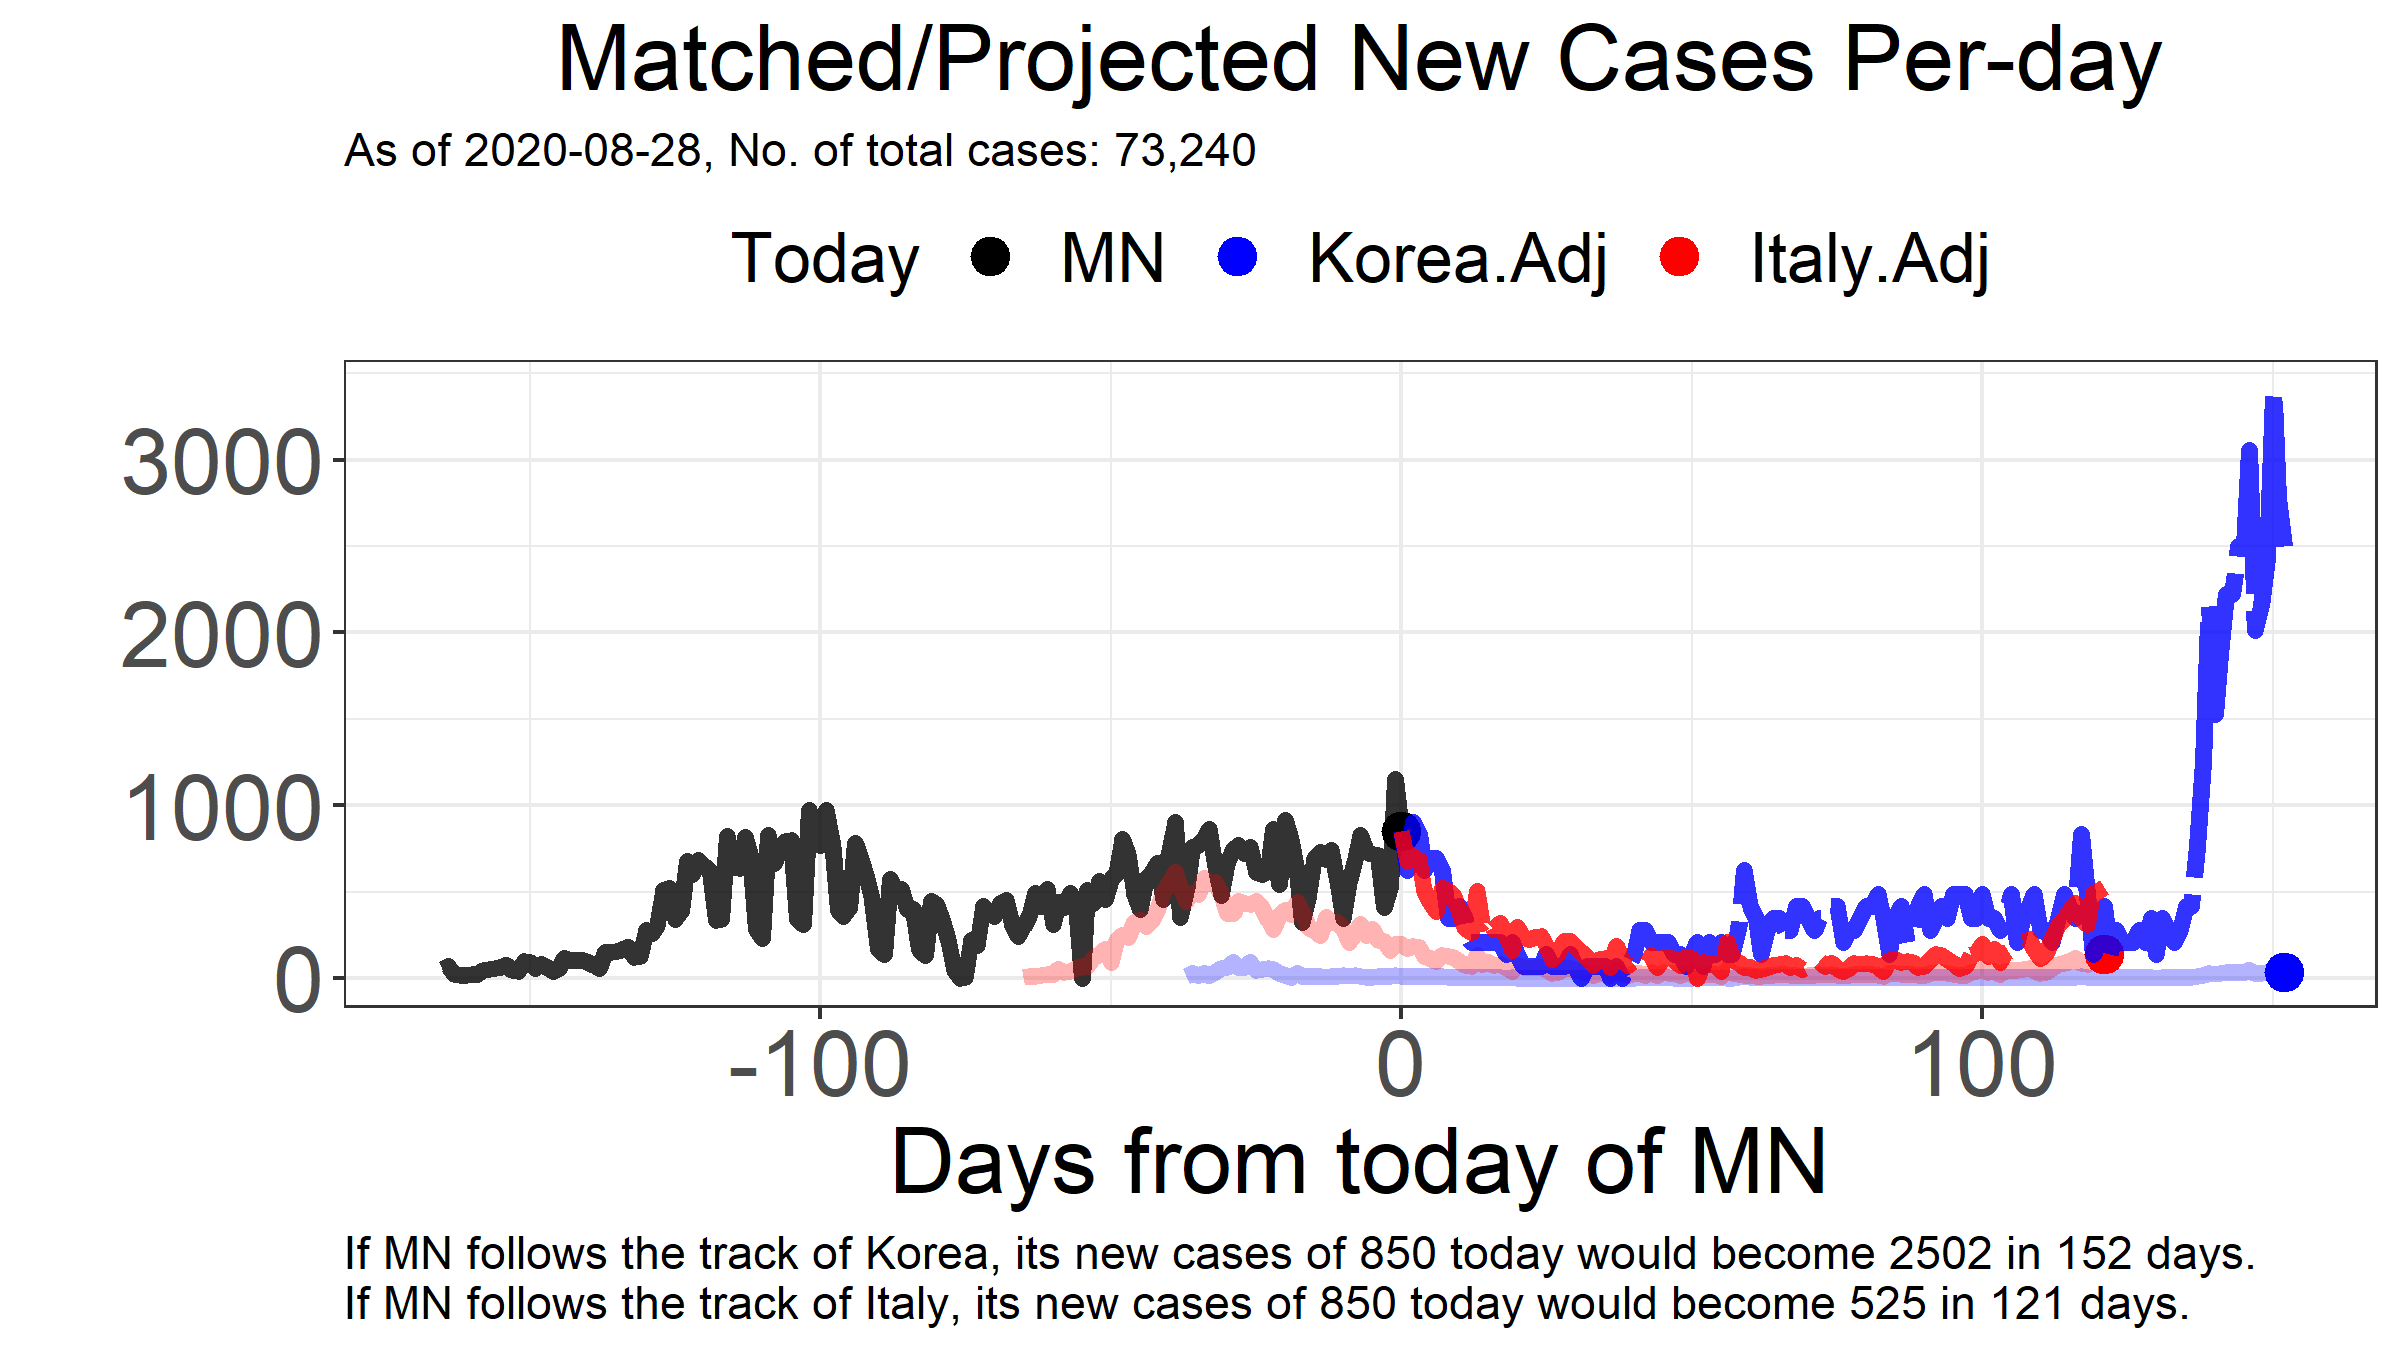 Matched/Projected New Cases Per-day
As of 2020-08-28, No. of total cases: 73,240
Today MN Korea.Adj Italy.Adj
3000
2000
1000
0
-100 0 100
Days from today of MN
If MN follows the track of Korea, its new cases of 850 today would become 2502 in 152 days.
If MN follows the track of Italy, its new cases of 850 today would become 525 in 121 days.